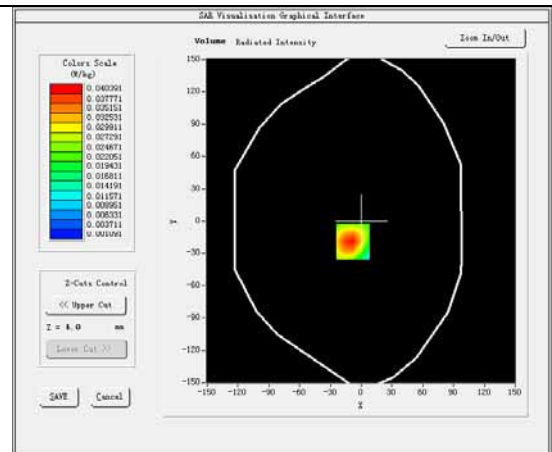 SAR Visualisation Graphical Interface
Volume Radiated Intensity
Zoom In/Out
Colors Scale
(W/kg)
0.040391
0.037771
0.035151
0.032531
0.029911
0.027291
0.024671
0.022051
0.019431
0.016811
0.014191
0.011571
0.008951
0.006331
0.003711
0.001091
150
120
90
60
30
0
-30
-60
-90
-120
-150
Y
-150 -120 -90 -60 -30 0 30 60 90 120 150
X
Z-Cuts Control
<< Upper Cut
Z = 4.0 mm
Lower Cut >>
SAVE Cancel